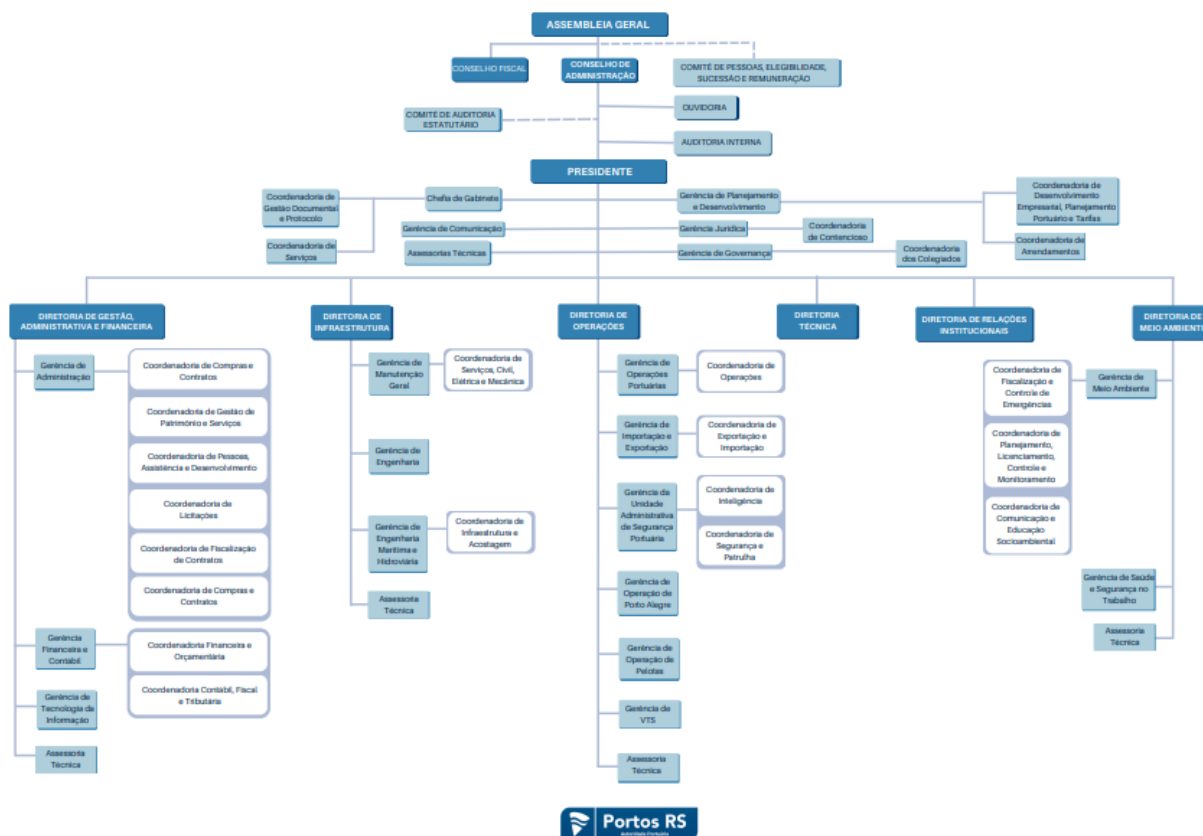 ASSEMBLEIA GERAL
CONSELHO FISCAL
CONSELHO DE
ADMINISTRAÇÃO
COMITÊ DE PESSOAS, ELEGIBILIDADE,
SUCESSÃO E REMUNERAÇÃO
COMITÊ DE AUDITORIA
ESTATUTÁRIO
OUVIDORIA
AUDITORIA INTERNA
PRESIDENTE
Coordenadoria de
Gestão Documental
e Protocolo
Chefia de Gabinete
Gerência de Planejamento
e Desenvolvimento
Coordenadoria de
Desenvolvimento
Empresarial, Planejamento
Portuário e Tarifas
Gerência de Comunicação
Gerência Jurídica
Coordenadoria
de Contencioso
Coordenadoria de
Serviços
Assessorias Técnicas
Gerência de Governança
Coordenadoria
dos Colegiados
Coordenadoria de
Arrendamentos
DIRETORIA DE GESTÃO,
ADMINISTRATIVA E FINANCEIRA
DIRETORIA DE
INFRAESTRUTURA
DIRETORIA DE
OPERAÇÕES
DIRETORIA
TÉCNICA
DIRETORIA DE RELAÇÕES
INSTITUCIONAIS
DIRETORIA DE
MEIO AMBIENTE
Gerência de
Administração
Coordenadoria de Compras e
Contratos
Coordenadoria de Gestão de
Patrimônio e Serviços
Coordenadoria de Pessoas,
Assistência e Desenvolvimento
Coordenadoria de
Licitações
Coordenadoria de Fiscalização
de Contratos
Coordenadoria de Compras e
Contratos
Gerência
Financeira e
Contábil
Coordenadoria Financeira e
Orçamentária
Coordenadoria Contábil, Fiscal
e Tributária
Gerência de
Tecnologia da
Informação
Assessoria
Técnica
Gerência de
Manutenção
Geral
Coordenadoria de
Serviços, Civil,
Elétrica e Mecânica
Gerência de
Engenharia
Gerência de
Engenharia
Marítima e
Hidroviária
Coordenadoria de
Infraestrutura e
Acostagem
Assessoria
Técnica
Gerência de
Operações
Portuárias
Coordenadoria de
Operações
Gerência de
Importação e
Exportação
Coordenadoria de
Exportação e
Importação
Gerência da
Unidade
Administrativa
de Segurança
Portuária
Coordenadoria de
Inteligência
Coordenadoria de
Segurança e
Patrulha
Gerência de
Operação de
Porto Alegre
Gerência de
Operação de
Pelotas
Gerência de
VTS
Assessoria
Técnica
Coordenadoria de
Fiscalização e
Controle de
Emergências
Gerência de
Meio Ambiente
Coordenadoria de
Planejamento,
Licenciamento,
Controle e
Monitoramento
Coordenadoria de
Comunicação e
Educação
Socioambiental
Gerência de Saúde
e Segurança no
Trabalho
Assessoria
Técnica
Portos RS
Autoridade Portuária